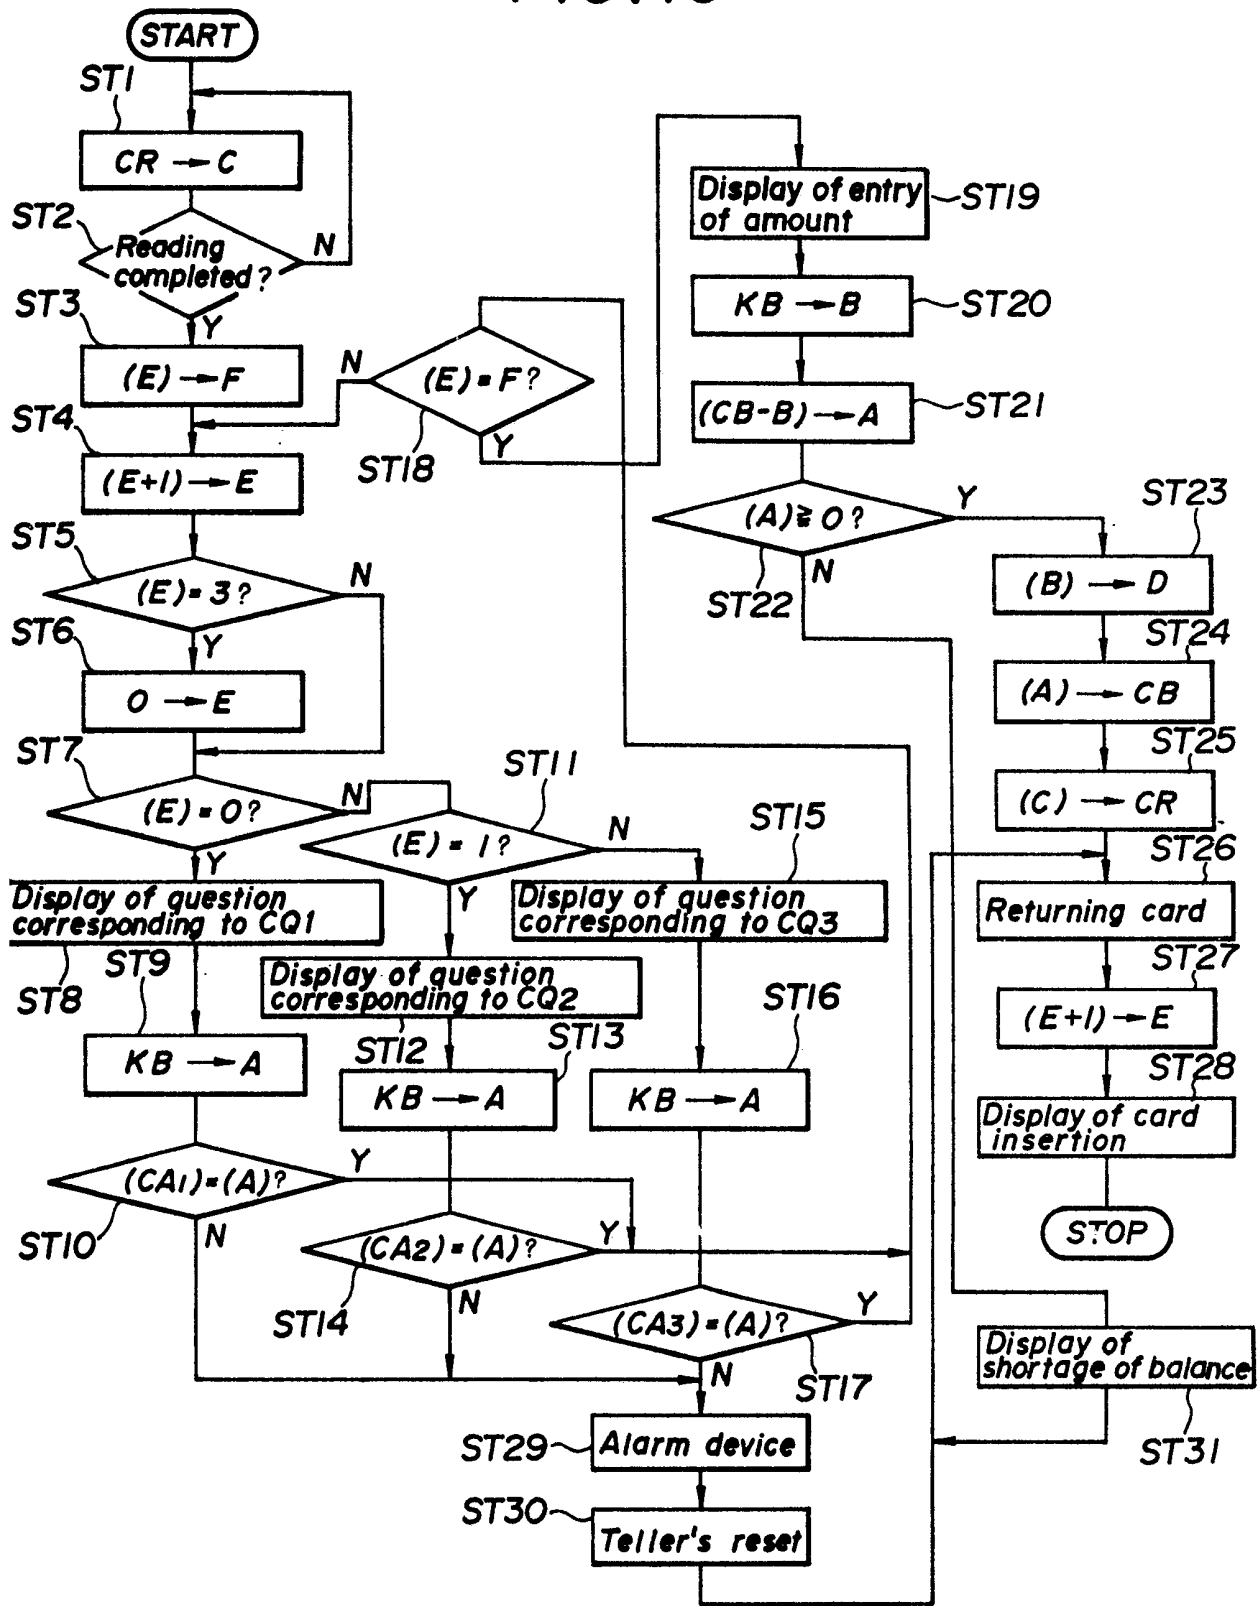 START
ST1
CR → C
ST2
Reading
completed?
N
Y
ST3
(E) → F
ST4
(E+1) → E
ST5
(E)=3?
N
Y
ST6
0 → E
ST7
(E)=0?
N
Y
ST8
Display of question
corresponding to CQ1
ST9
KB → A
ST10
(CA1)=(A)?
Y
N
ST11
(E)=1?
N
Y
Display of question
corresponding to CQ2
ST12
ST13
KB → A
ST14
(CA2)=(A)?
Y
N
ST15
Display of question
corresponding to CQ3
ST16
KB → A
(CA3)=(A)?
Y
N
ST17
(E)=F?
N
Y
ST18
Display of entry
of amount
ST19
KB → B
ST20
(CB-B) → A
ST21
(A)≧0?
Y
N
ST22
ST23
(B) → D
ST24
(A) → CB
ST25
(C) → CR
ST26
Returning card
ST27
(E+1) → E
ST28
Display of card
insertion
STOP
ST29
Alarm device
ST30
Teller's reset
Display of
shortage of balance
ST31